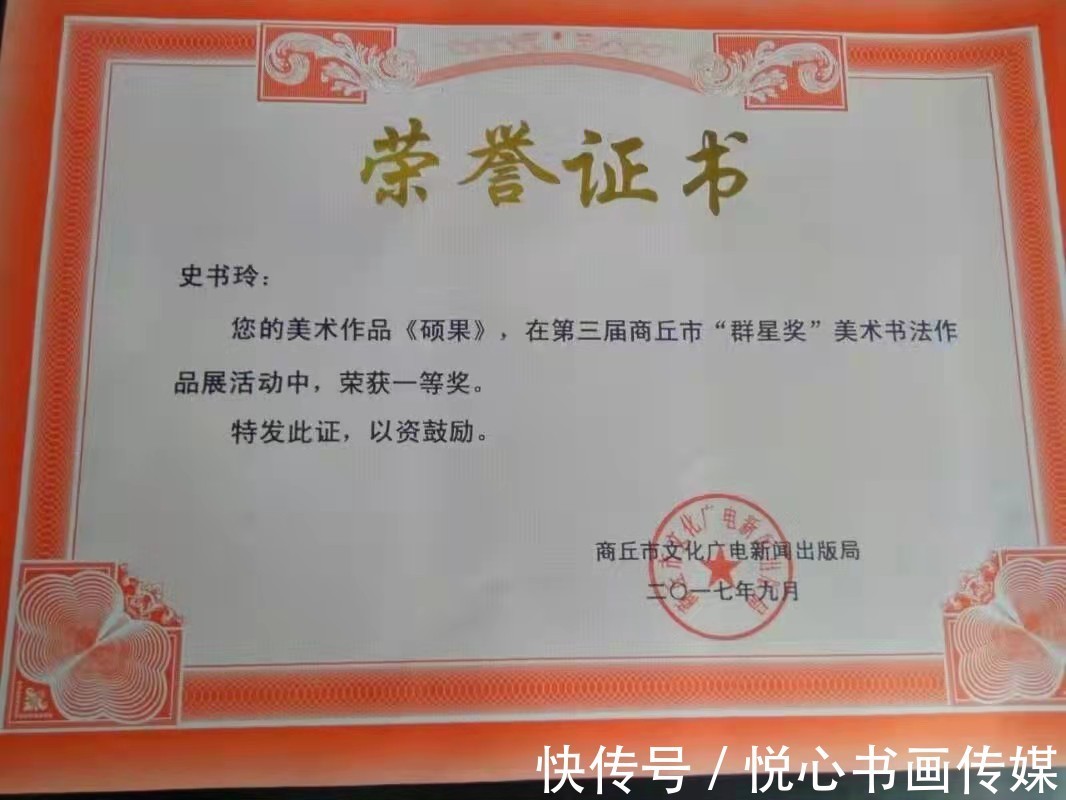 荣誉证书
史书玲：
您的美术作品《硕果》，在第三届商丘市“群星奖”美术书法作
品展活动中，荣获一等奖。
特发此证，以资鼓励。
商丘市文化广电新闻出版局
二〇一七年九月
快传号 / 悦心书画传媒